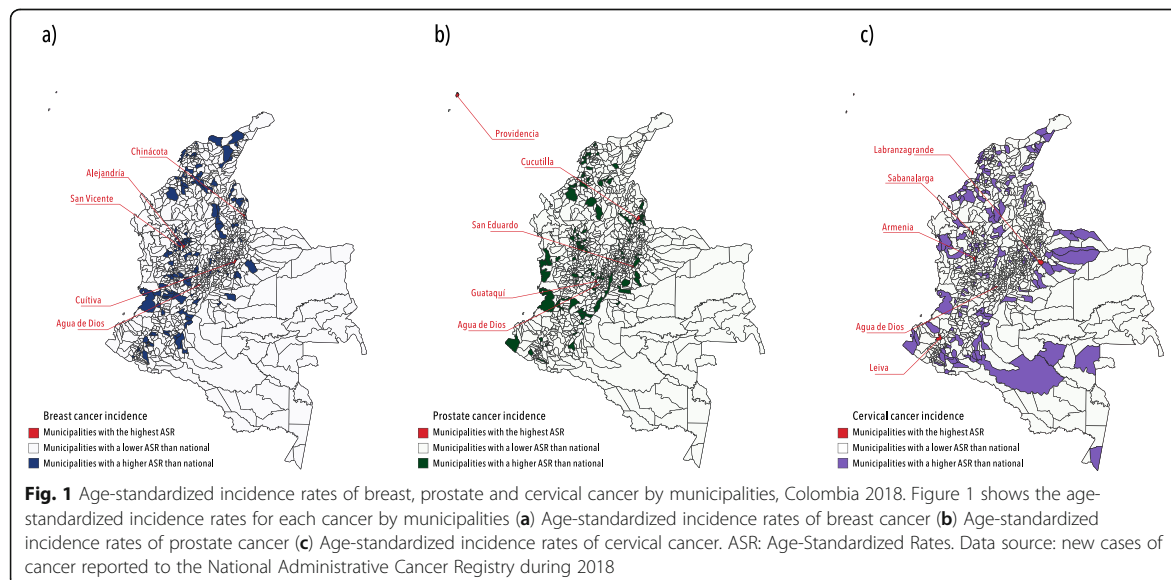 a)
Chinácota
Alejandría
San Vicente
Cuítiva
Agua de Dios
Breast cancer incidence
Municipalities with the highest ASR
Municipalities with a lower ASR than national
Municipalities with a higher ASR than national
b)
Providencia
Cucutilla
San Eduardo
Guataquí
Agua de Dios
Prostate cancer incidence
Municipalities with the highest ASR
Municipalities with a lower ASR than national
Municipalities with a higher ASR than national
c)
Labranzagrande
Sabanalarga
Armenia
Agua de Dios
Leiva
Cervical cancer incidence
Municipalities with the highest ASR
Municipalities with a lower ASR than national
Municipalities with a higher ASR than national
Fig. 1 Age-standardized incidence rates of breast, prostate and cervical cancer by municipalities, Colombia 2018. Figure 1 shows the age-
standardized incidence rates for each cancer by municipalities (a) Age-standardized incidence rates of breast cancer (b) Age-standardized
incidence rates of prostate cancer (c) Age-standardized incidence rates of cervical cancer. ASR: Age-Standardized Rates. Data source: new cases of
cancer reported to the National Administrative Cancer Registry during 2018